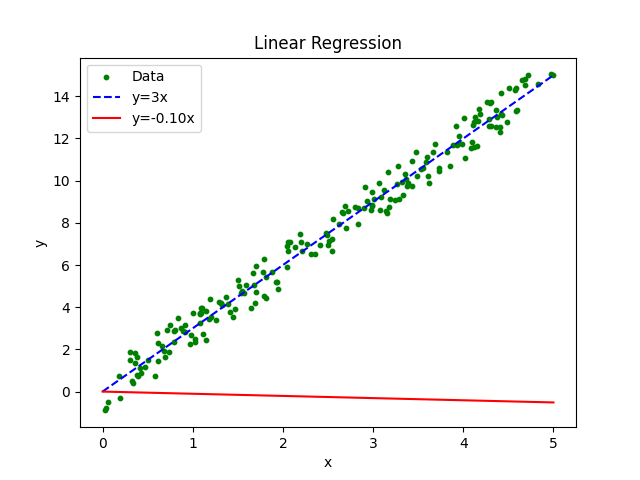 Linear Regression
Data
y=3x
y=-0.10x
14
12
10
8
6
4
2
0
y
0 1 2 3 4 5
x